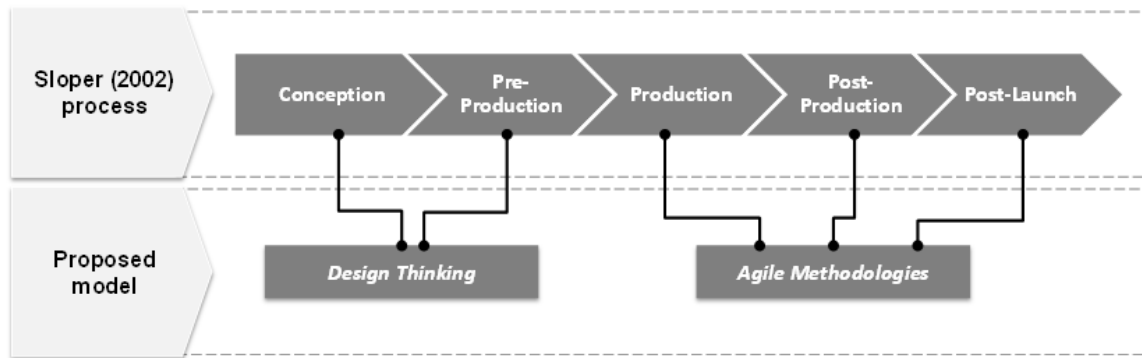 Sloper (2002)
process
Conception
Pre-
Production
Production
Post-
Production
Post-Launch
Proposed
model
Design Thinking
Agile Methodologies